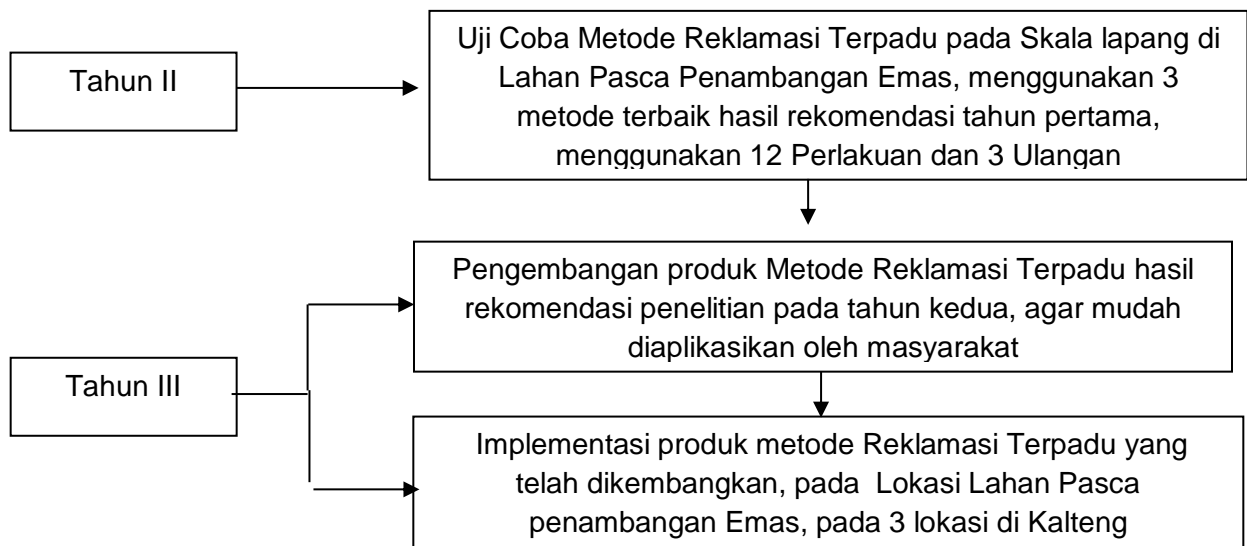 Tahun II
Uji Coba Metode Reklamasi Terpadu pada Skala lapang di
Lahan Pasca Penambangan Emas, menggunakan 3
metode terbaik hasil rekomendasi tahun pertama,
menggunakan 12 Perlakuan dan 3 Ulangan
Tahun III
Pengembangan produk Metode Reklamasi Terpadu hasil
rekomendasi penelitian pada tahun kedua, agar mudah
diaplikasikan oleh masyarakat
Implementasi produk metode Reklamasi Terpadu yang
telah dikembangkan, pada Lokasi Lahan Pasca
penambangan Emas, pada 3 lokasi di Kalteng